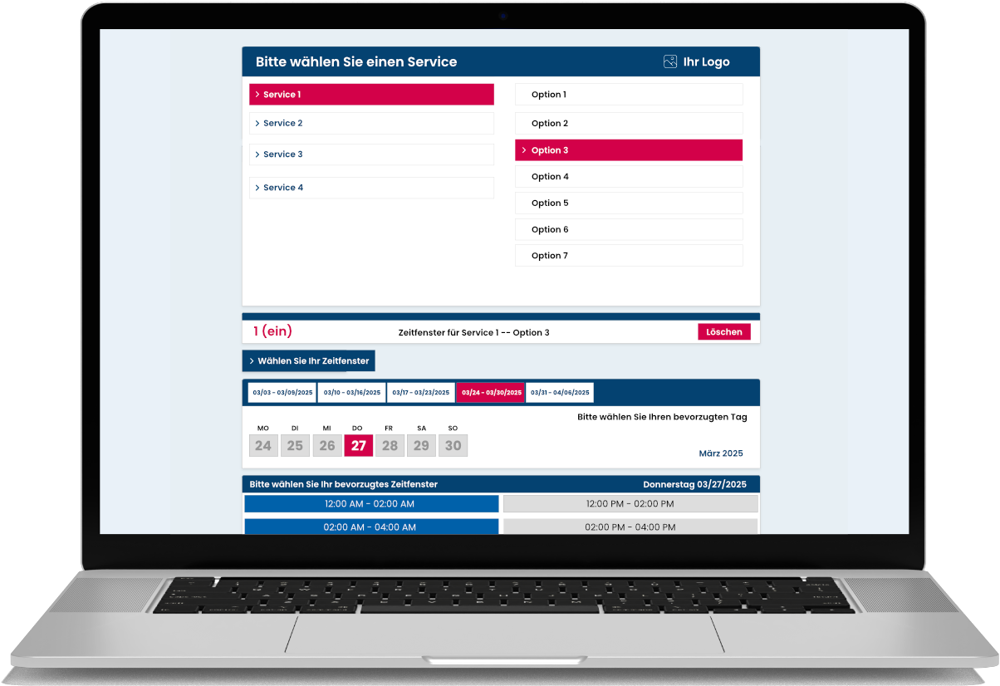 Bitte wählen Sie einen Service
Ihr Logo
Service 1
Service 2
Service 3
Service 4
Option 1
Option 2
Option 3
Option 4
Option 5
Option 6
Option 7
1 (ein)
Zeitfenster für Service 1 -- Option 3
Löschen
Wählen Sie Ihr Zeitfenster
03/03 - 03/09/2025
03/10 - 03/16/2025
03/17 - 03/23/2025
03/24 - 03/30/2025
03/31 - 04/06/2025
Bitte wählen Sie Ihren bevorzugten Tag
MO DI MI DO FR SA SO
24 25 26 27 28 29 30
März 2025
Bitte wählen Sie Ihr bevorzugtes Zeitfenster
Donnerstag 03/27/2025
12:00 AM - 02:00 AM
12:00 PM - 02:00 PM
02:00 AM - 04:00 AM
02:00 PM - 04:00 PM